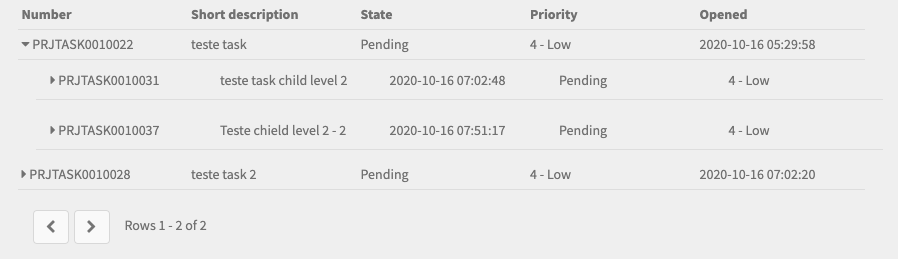 Number Short description State Priority Opened
PRJTASK0010022 teste task Pending 4 - Low 2020-10-16 05:29:58
PRJTASK0010031 teste task child level 2 2020-10-16 07:02:48 Pending 4 - Low
PRJTASK0010037 Teste chield level 2 - 2 2020-10-16 07:51:17 Pending 4 - Low
PRJTASK0010028 teste task 2 Pending 4 - Low 2020-10-16 07:02:20
Rows 1 - 2 of 2